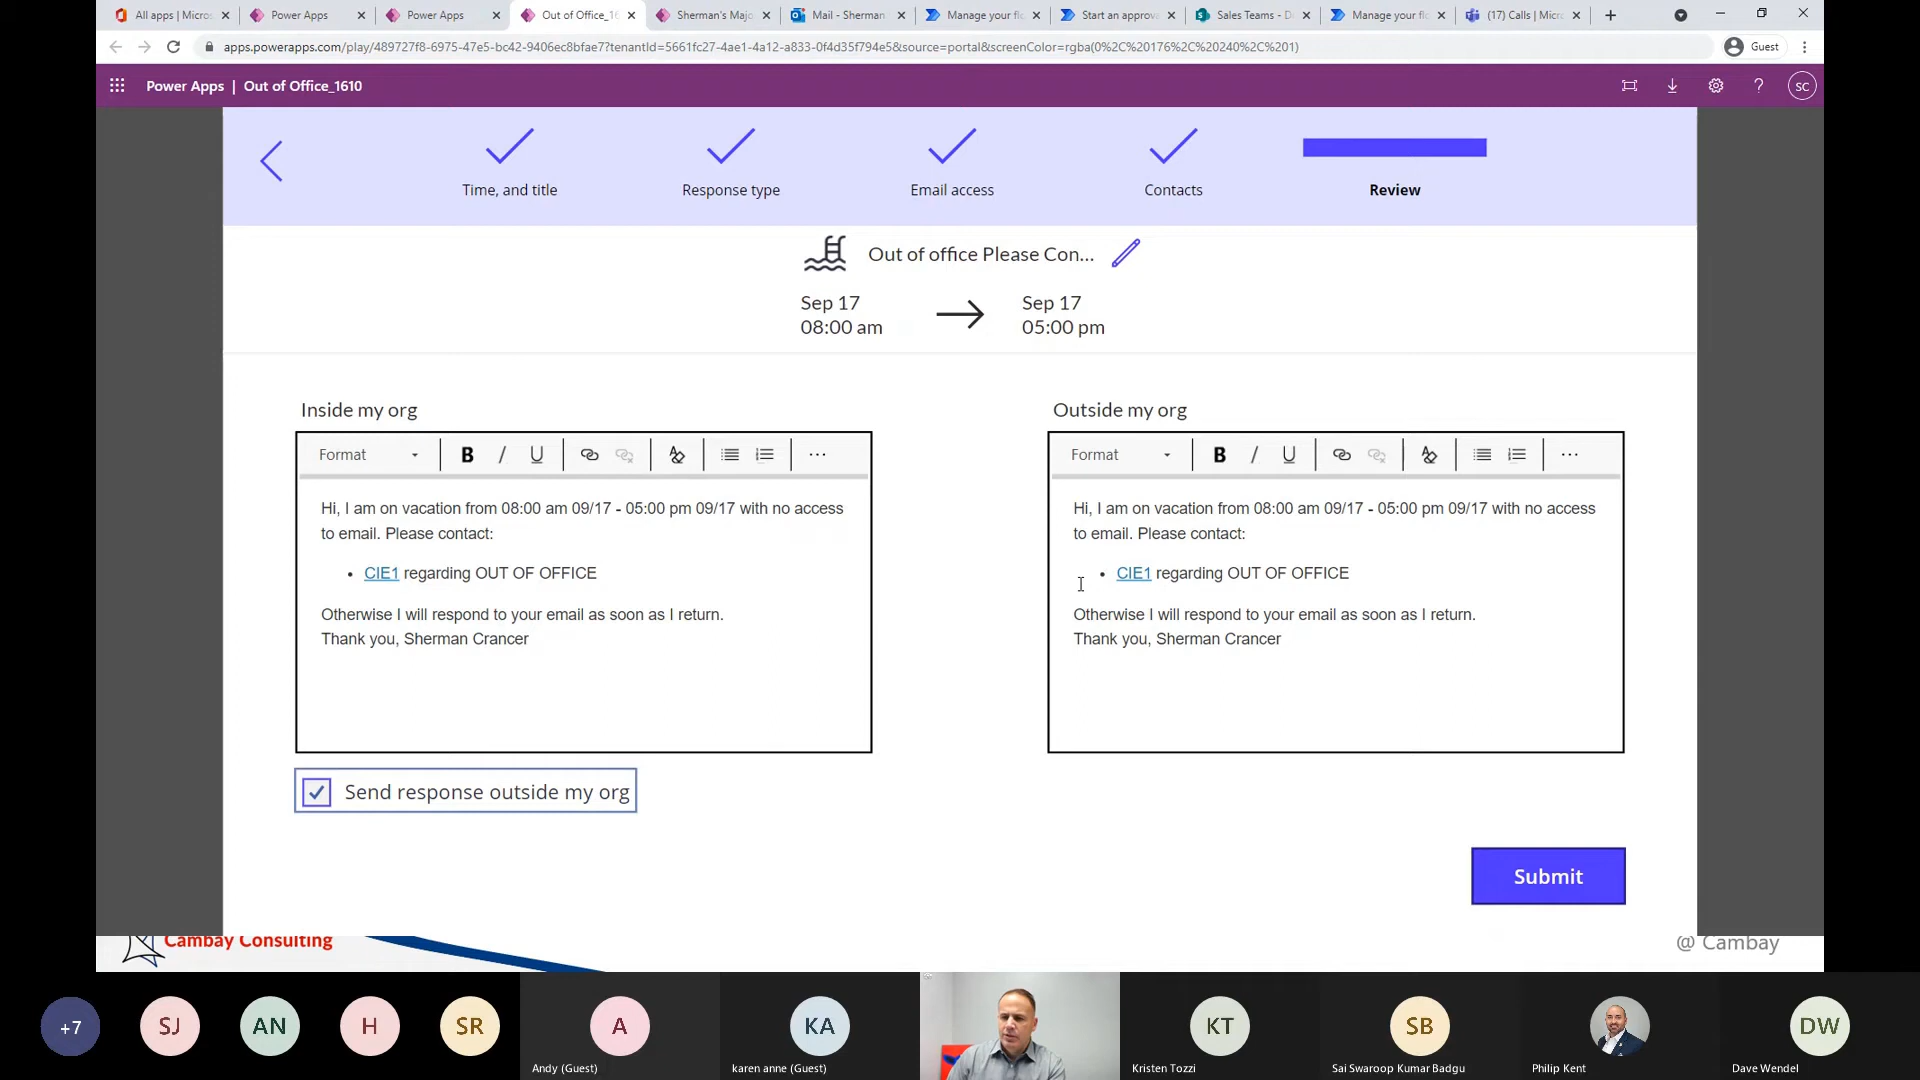 All apps | Micros
Power Apps
Power Apps
Out of Office_16
Sherman's Majo
Mail - Sherman
Manage your flo
Start an approva
Sales Teams - D
Manage your flo
(17) Calls | Micro
apps.powerapps.com/play/489727f8-6975-47e5-bc42-9406ec8bfae7?tenantId=5661fc27-4ae1-4a12-a833-0f4d35f794e5&source=portal&screenColor=rgba(0%2C%20176%2C%20240%2C%201)
Guest
Power Apps | Out of Office_1610
SC
Time, and title
Response type
Email access
Contacts
Review
Out of office Please Con...
Sep 17
08:00 am
Sep 17
05:00 pm
Inside my org
Format
B / U
Hi, I am on vacation from 08:00 am 09/17 - 05:00 pm 09/17 with no access
to email. Please contact:
• CIE1 regarding OUT OF OFFICE
Otherwise I will respond to your email as soon as I return.
Thank you, Sherman Crancer
Outside my org
Format
B / U
Hi, I am on vacation from 08:00 am 09/17 - 05:00 pm 09/17 with no access
to email. Please contact:
• CIE1 regarding OUT OF OFFICE
Otherwise I will respond to your email as soon as I return.
Thank you, Sherman Crancer
Send response outside my org
Submit
Cambay Consulting
@ Cambay
+7
SJ
AN
H
SR
A
Andy (Guest)
KA
karen anne (Guest)
KT
Kristen Tozzi
SB
Sai Swaroop Kumar Badgu
Philip Kent
DW
Dave Wendel